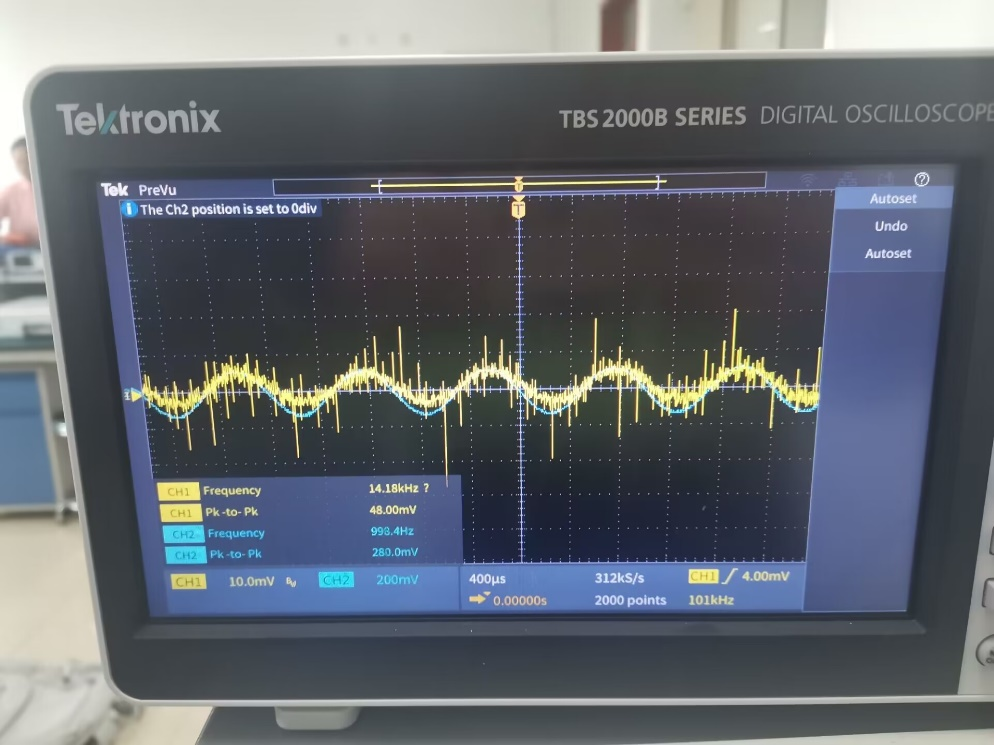 Tektronix
TBS 2000B SERIES DIGITAL OSCILLOSCOPE
Tek PreVu
The Ch2 position is set to 0div
Autoset
Undo
Autoset
CH1 Frequency 14.18kHz ?
CH1 Pk-to-Pk 48.00mV
CH2 Frequency 998.4Hz
CH2 Pk-to-Pk 280.0mV
CH1 10.0mV BW CH2 200mV
400µs 312kS/s CH1 4.00mV
0.00000s 2000 points 101kHz